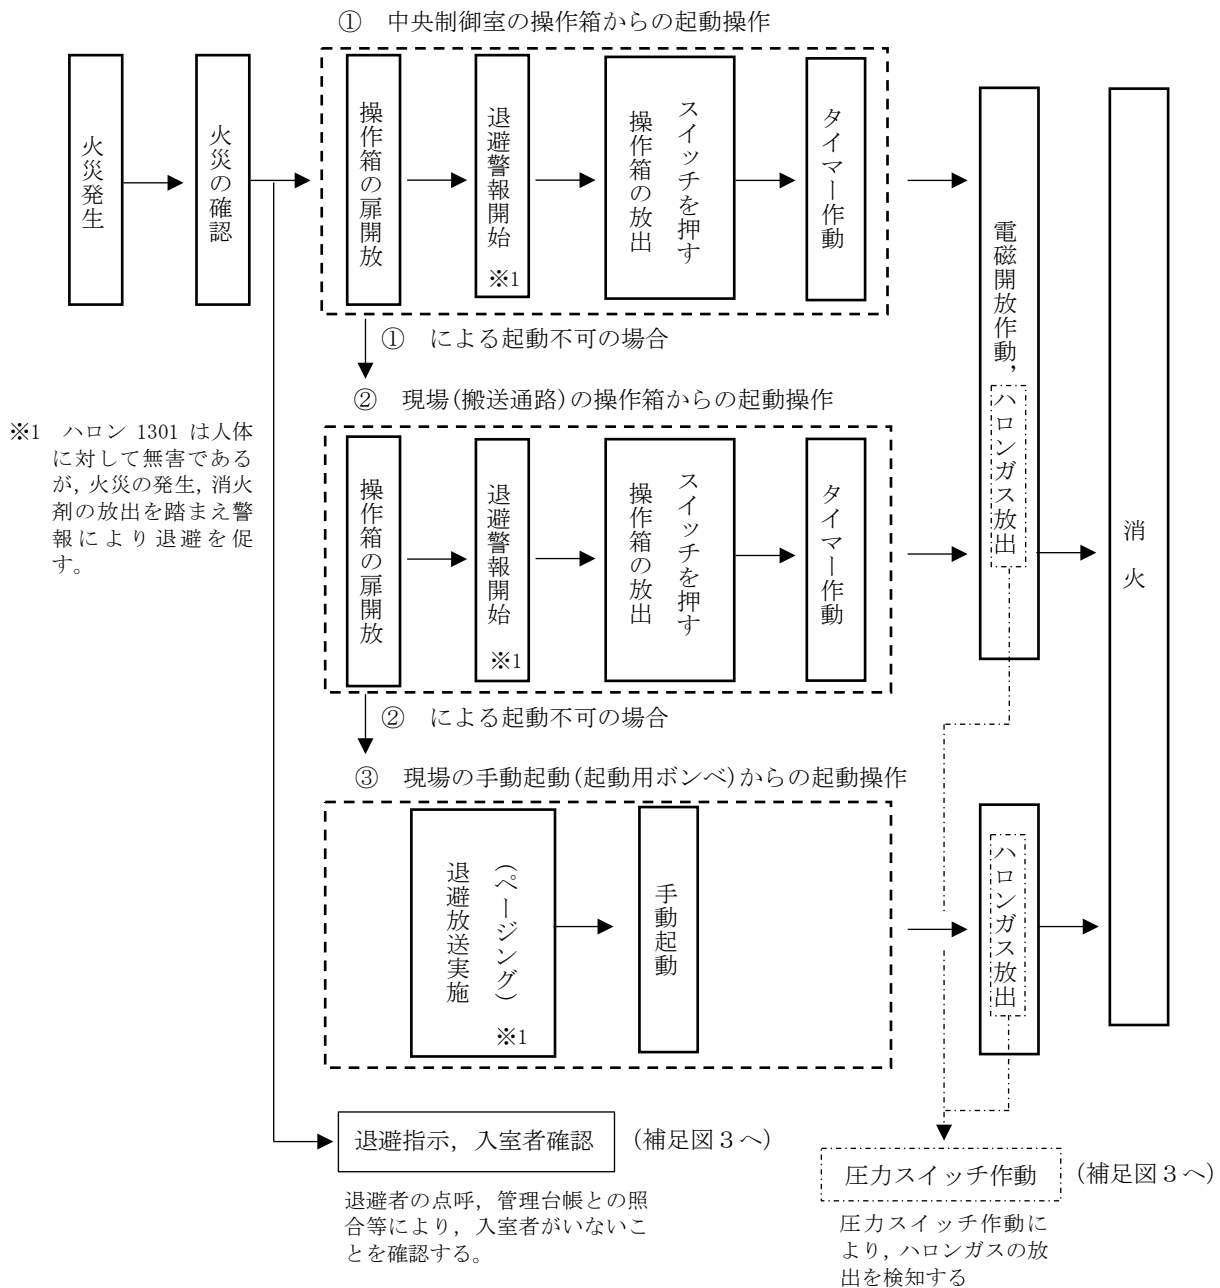 ① 中央制御室の操作箱からの起動操作
火災発生
火災の確認
操作箱の扉開放
退避警報開始
※1
操作箱の放出
スイッチを押す
タイマー作動
電磁開放作動,ハロンガス放出
消火
① による起動不可の場合
② 現場(搬送通路)の操作箱からの起動操作
※1 ハロン 1301 は人体
に対して無害である
が,火災の発生,消火
剤の放出を踏まえ警
報により退避を促
す。
操作箱の扉開放
退避警報開始
※1
操作箱の放出
スイッチを押す
タイマー作動
② による起動不可の場合
③ 現場の手動起動(起動用ボンベ)からの起動操作
退避放送実施
(ページング)
※1
手動起動
ハロンガス放出
退避指示,入室者確認
(補足図3へ)
退避者の点呼,管理台帳との照
合等により,入室者がいないこ
とを確認する。
圧力スイッチ作動
(補足図3へ)
圧力スイッチ作動に
より,ハロンガスの放
出を検知する